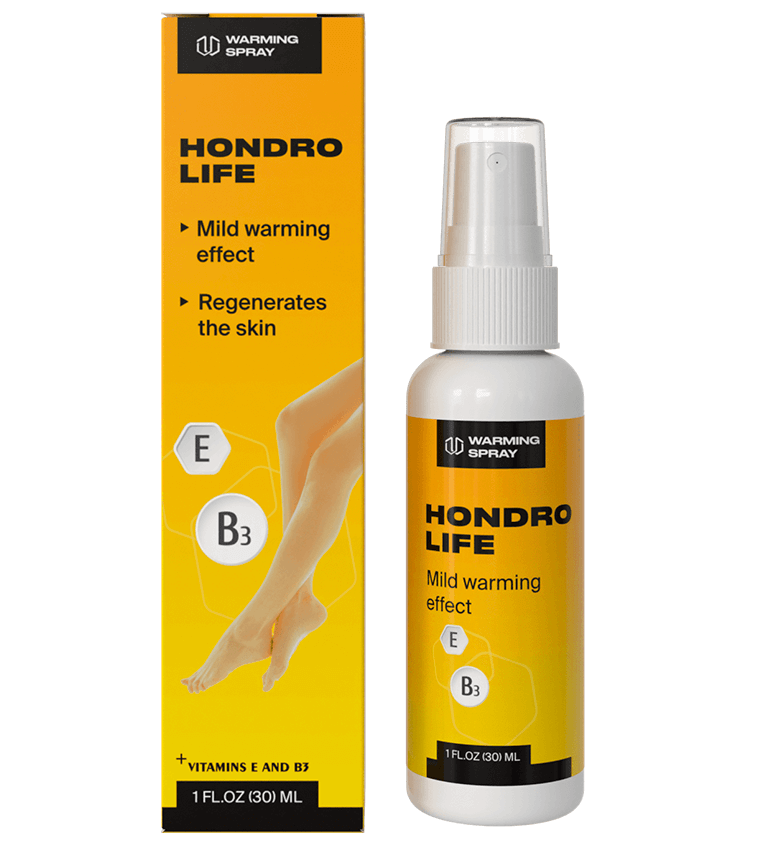 WARMING
SPRAY
HONDRO
LIFE
▸ Mild warming
effect
▸ Regenerates
the skin
E
B3
+VITAMINS E AND B3
1 FL.OZ (30) ML
WARMING
SPRAY
HONDRO
LIFE
Mild warming
effect
E
B3
1 FL.OZ (30) ML